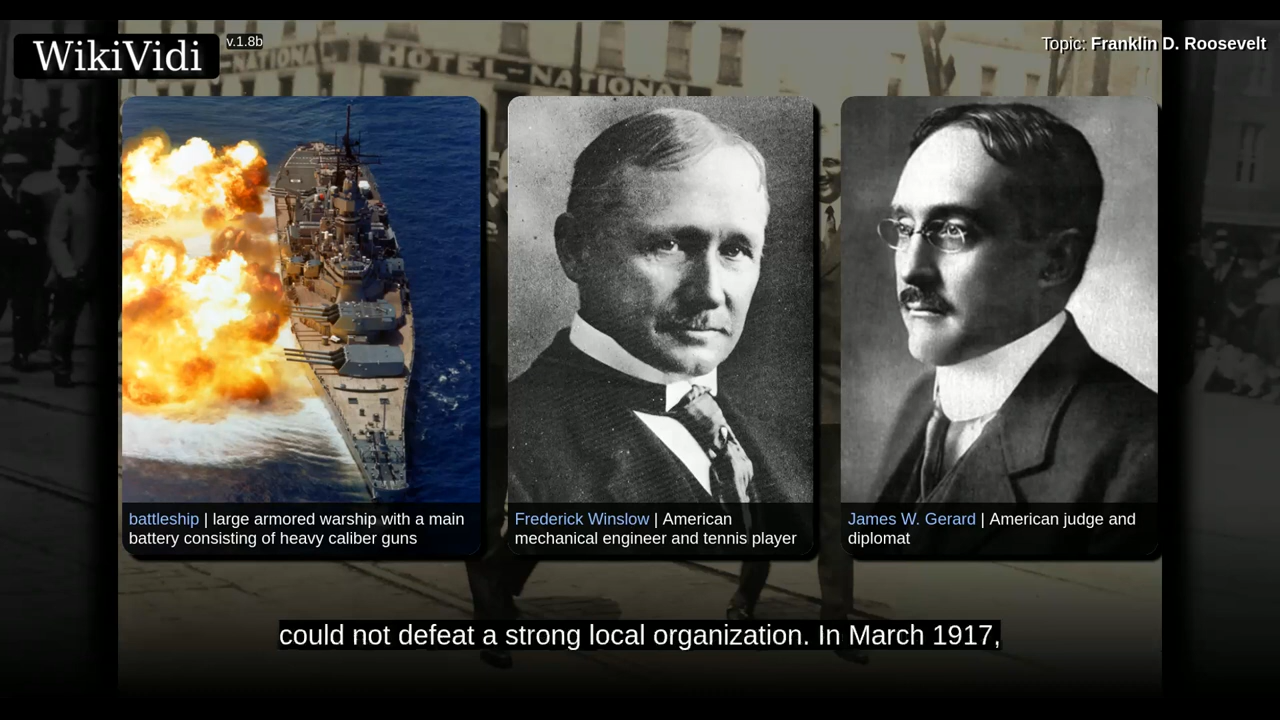 WikiVidi
v.1.8b
Topic: Franklin D. Roosevelt
HOTEL-NATIONAL
-NATIONAL
battleship | large armored warship with a main
battery consisting of heavy caliber guns
Frederick Winslow | American
mechanical engineer and tennis player
James W. Gerard | American judge and
diplomat
could not defeat a strong local organization. In March 1917,